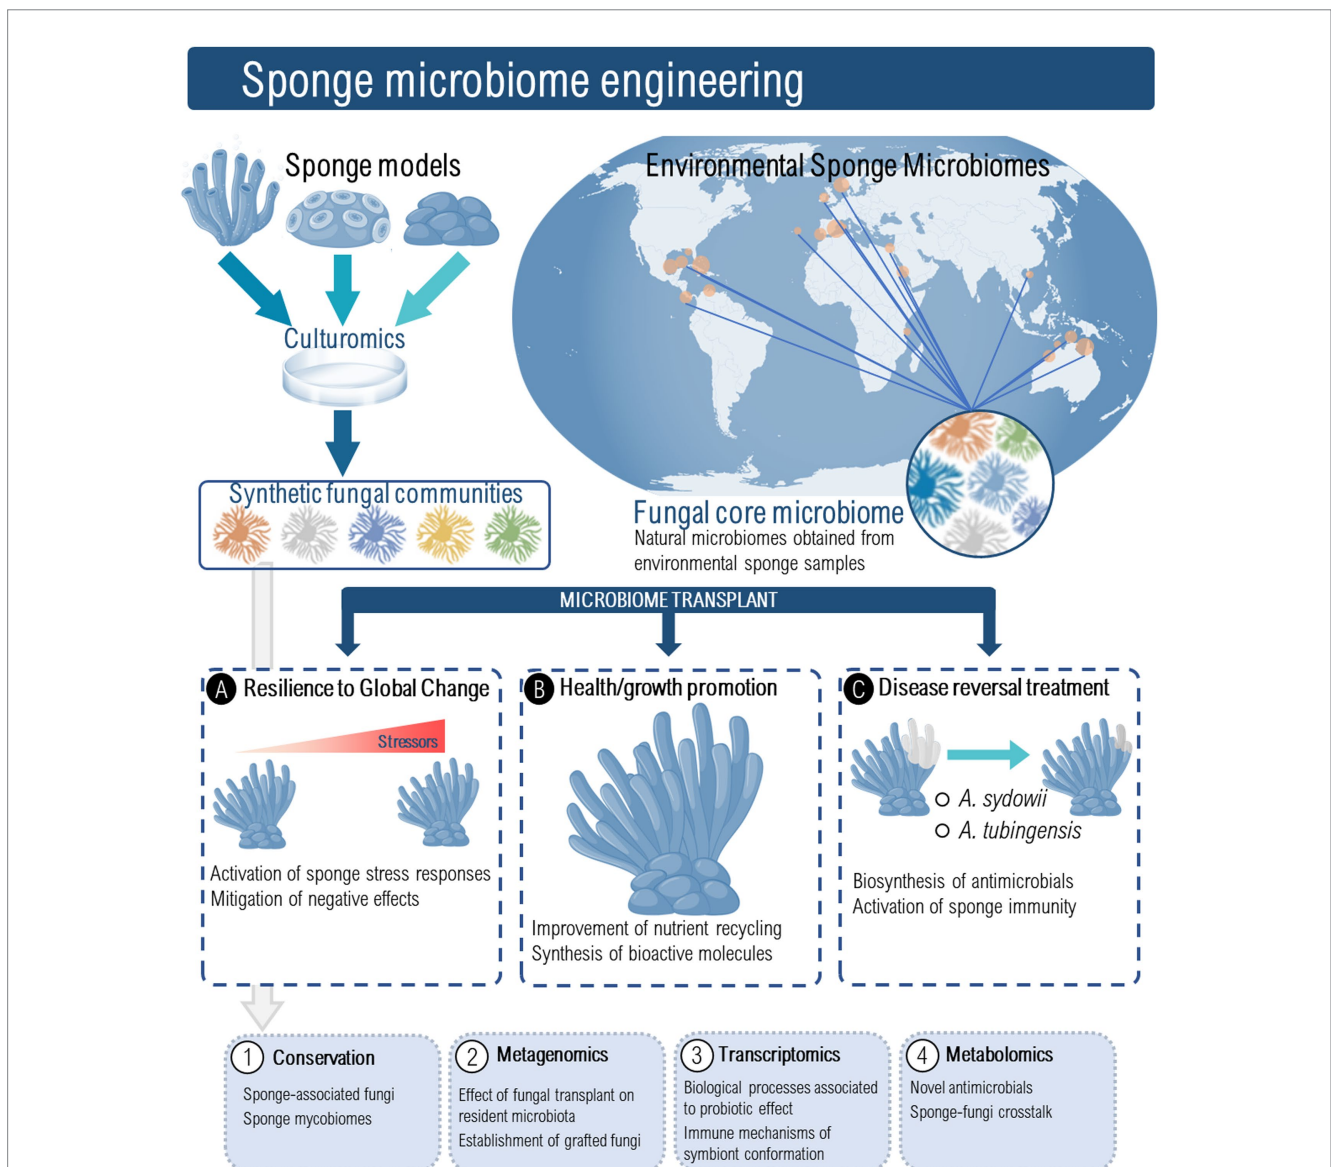 Sponge microbiome engineering
Sponge models
Environmental Sponge Microbiomes
Culturomics
Synthetic fungal communities
Fungal core microbiome
Natural microbiomes obtained from
environmental sponge samples
MICROBIOME TRANSPLANT
A Resilience to Global Change
Stressors
Activation of sponge stress responses
Mitigation of negative effects
B Health/growth promotion
Improvement of nutrient recycling
Synthesis of bioactive molecules
C Disease reversal treatment
A. sydowii
A. tubingensis
Biosynthesis of antimicrobials
Activation of sponge immunity
1 Conservation
Sponge-associated fungi
Sponge mycobiomes
2 Metagenomics
Effect of fungal transplant on
resident microbiota
Establishment of grafted fungi
3 Transcriptomics
Biological processes associated
to probiotic effect
Immune mechanisms of
symbiont conformation
4 Metabolomics
Novel antimicrobials
Sponge-fungi crosstalk